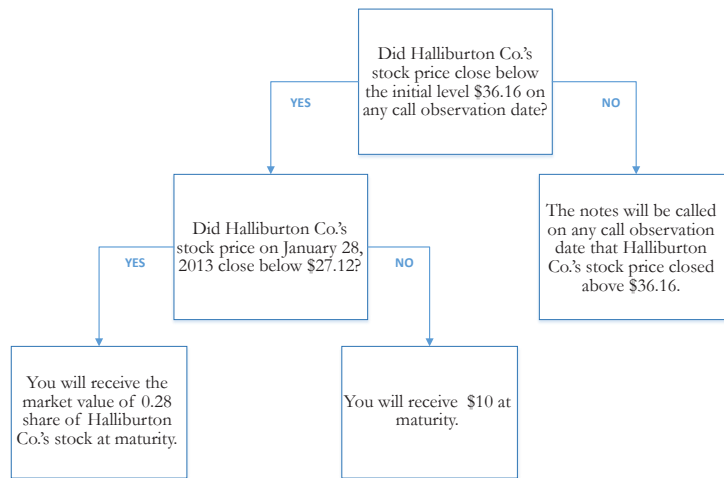 Did Halliburton Co.'s
stock price close below
the initial level $36.16 on
any call observation date?
YES
NO
Did Halliburton Co.'s
stock price on January 28,
2013 close below $27.12?
The notes will be called
on any call observation
date that Halliburton
Co.'s stock price closed
above $36.16.
YES
NO
You will receive the
market value of 0.28
share of Halliburton
Co.'s stock at maturity.
You will receive $10 at
maturity.